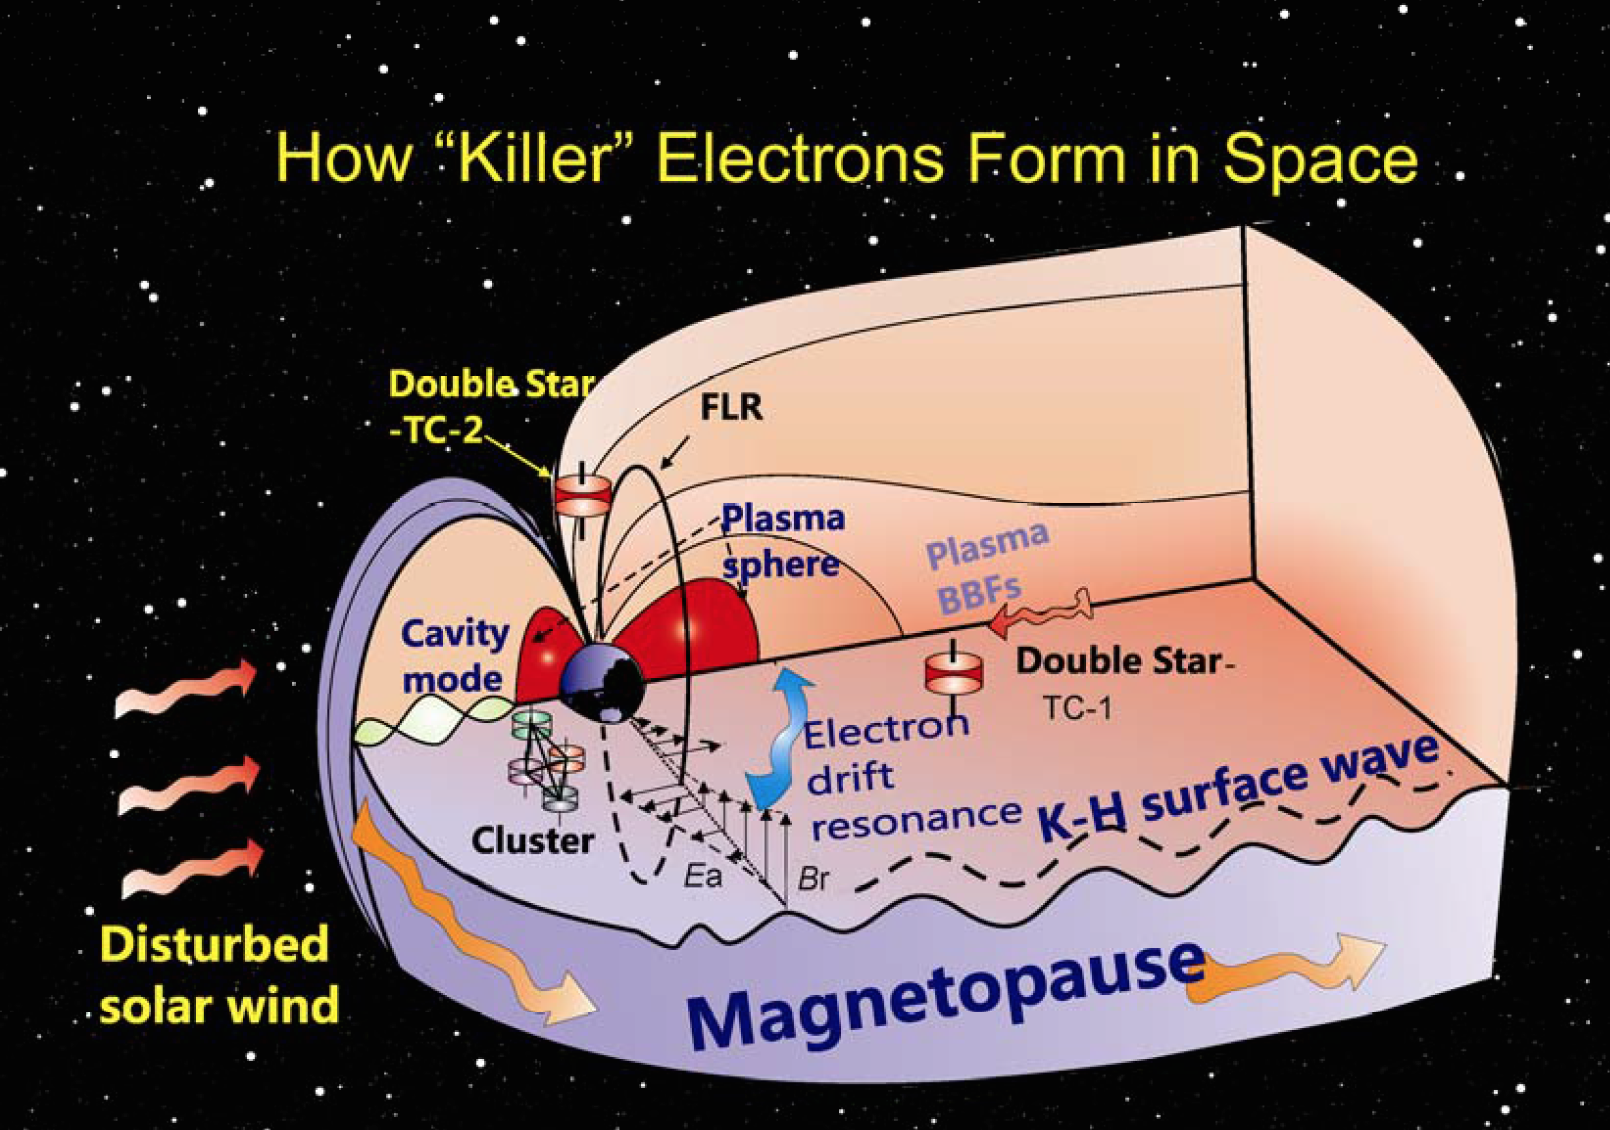 How “Killer” Electrons Form in Space
Double Star
-TC-2
FLR
Plasma
sphere
Plasma
BBFs
Cavity
mode
Double Star-
TC-1
Electron
drift
resonance
K-H surface wave
Cluster
Ea
Br
Disturbed
solar wind
Magnetopause